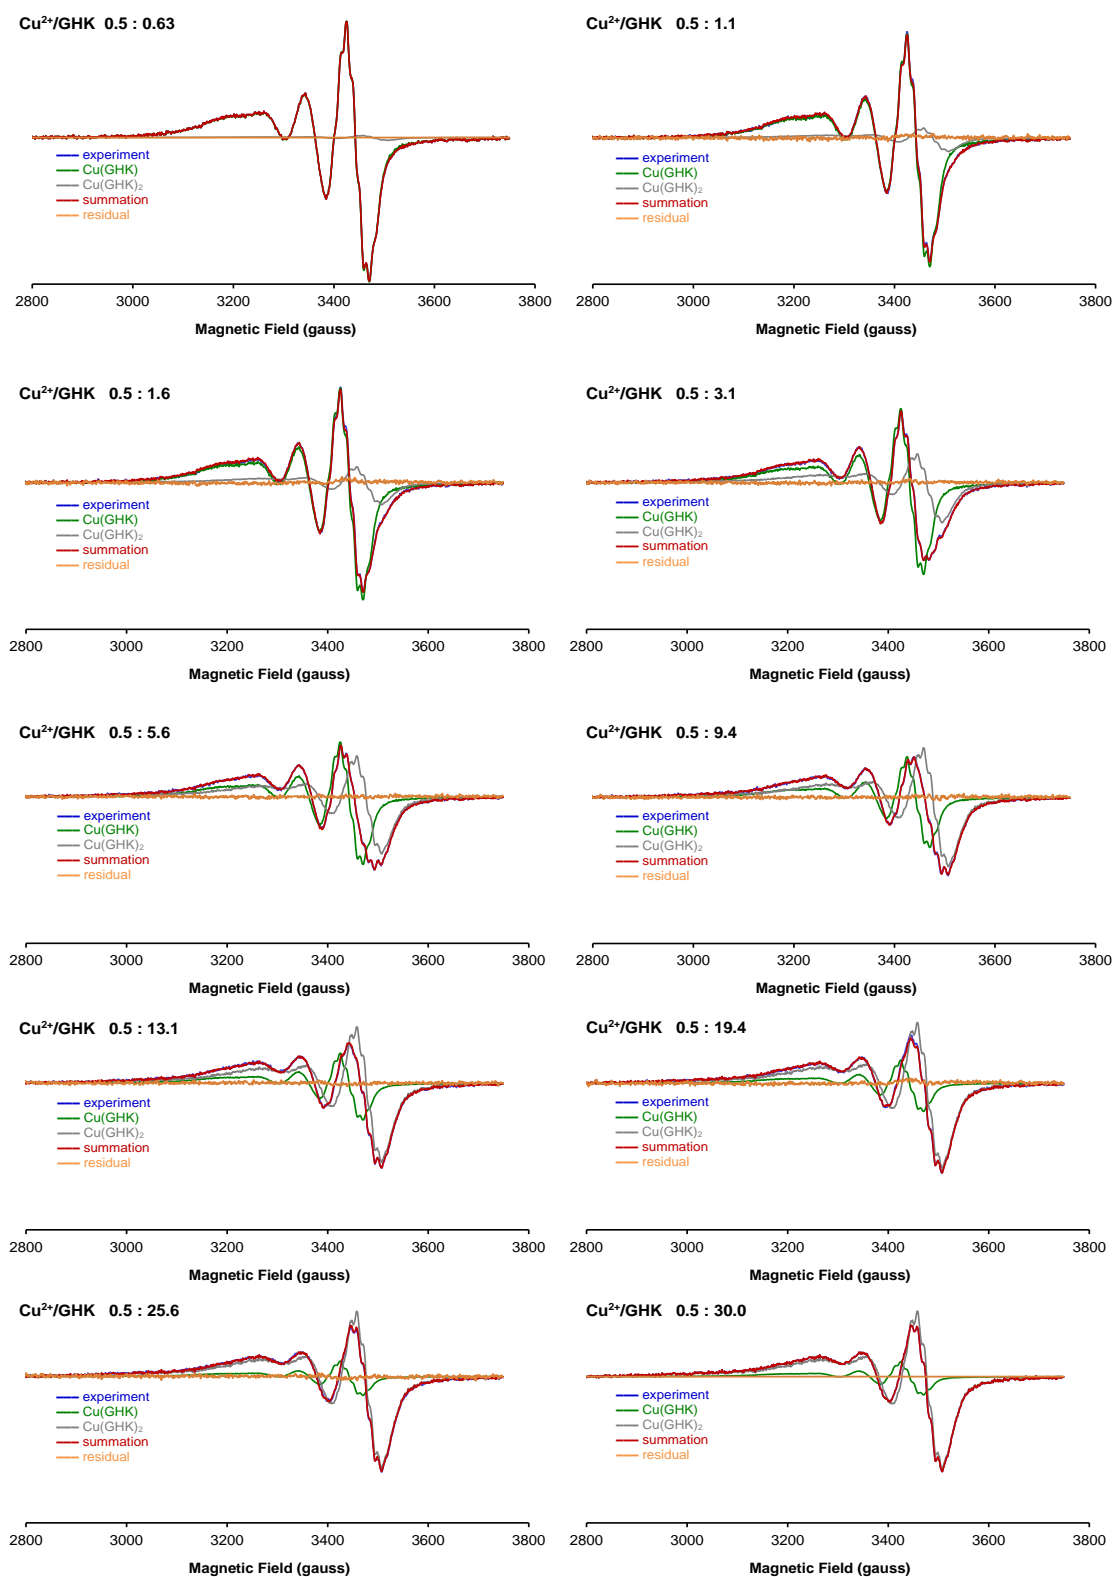 Cu²⁺/GHK 0.5 : 0.63
experiment
Cu(GHK)
Cu(GHK)₂
summation
residual
2800 3000 3200 3400 3600 3800
Magnetic Field (gauss)
Cu²⁺/GHK 0.5 : 1.1
experiment
Cu(GHK)
Cu(GHK)₂
summation
residual
2800 3000 3200 3400 3600 3800
Magnetic Field (gauss)
Cu²⁺/GHK 0.5 : 1.6
experiment
Cu(GHK)
Cu(GHK)₂
summation
residual
2800 3000 3200 3400 3600 3800
Magnetic Field (gauss)
Cu²⁺/GHK 0.5 : 3.1
experiment
Cu(GHK)
Cu(GHK)₂
summation
residual
2800 3000 3200 3400 3600 3800
Magnetic Field (gauss)
Cu²⁺/GHK 0.5 : 5.6
experiment
Cu(GHK)
Cu(GHK)₂
summation
residual
2800 3000 3200 3400 3600 3800
Magnetic Field (gauss)
Cu²⁺/GHK 0.5 : 9.4
experiment
Cu(GHK)
Cu(GHK)₂
summation
residual
2800 3000 3200 3400 3600 3800
Magnetic Field (gauss)
Cu²⁺/GHK 0.5 : 13.1
experiment
Cu(GHK)
Cu(GHK)₂
summation
residual
2800 3000 3200 3400 3600 3800
Magnetic Field (gauss)
Cu²⁺/GHK 0.5 : 19.4
experiment
Cu(GHK)
Cu(GHK)₂
summation
residual
2800 3000 3200 3400 3600 3800
Magnetic Field (gauss)
Cu²⁺/GHK 0.5 : 25.6
experiment
Cu(GHK)
Cu(GHK)₂
summation
residual
2800 3000 3200 3400 3600 3800
Magnetic Field (gauss)
Cu²⁺/GHK 0.5 : 30.0
experiment
Cu(GHK)
Cu(GHK)₂
summation
residual
2800 3000 3200 3400 3600 3800
Magnetic Field (gauss)